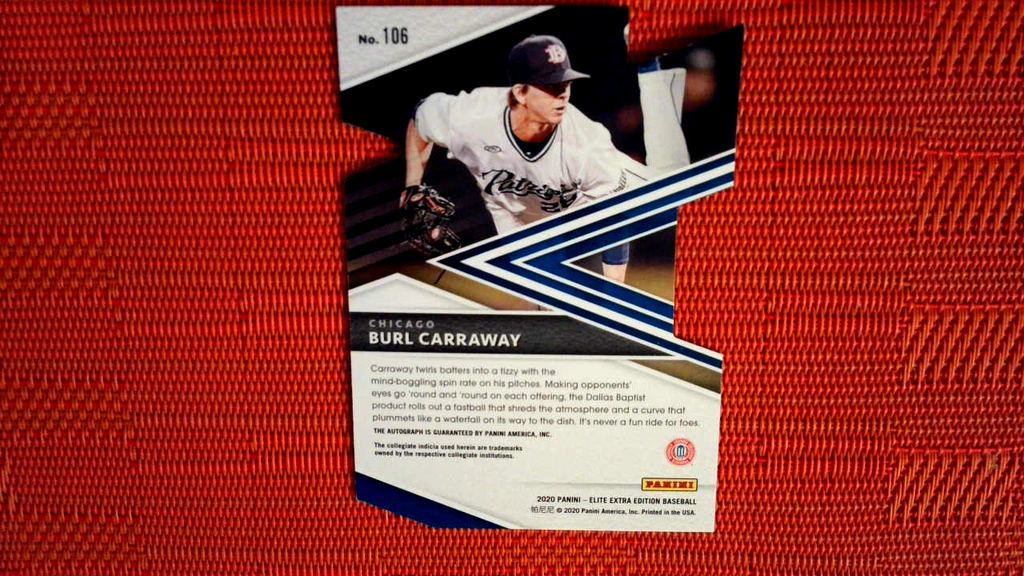 No. 106
B
Patriots
CHICAGO
BURL CARRAWAY
Carraway twirls batters into a tizzy with the
mind-boggling spin rate on his pitches. Making opponents'
eyes go 'round and 'round on each offering, the Dallas Baptist
product rolls out a fastball that shreds the atmosphere and a curve that
plummets like a waterfall on its way to the dish. It's never a fun ride for foes.
THE AUTOGRAPH IS GUARANTEED BY PANINI AMERICA, INC.
The collegiate indicia used herein are trademarks
owned by the respective collegiate institutions.
PANINI
2020 PANINI – ELITE EXTRA EDITION BASEBALL
帕尼尼 © 2020 Panini America, Inc. Printed in the USA.